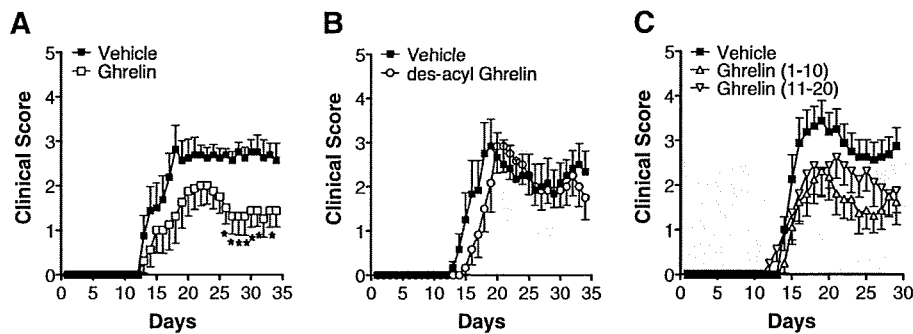 A
Vehicle
Ghrelin
Clinical Score
5
4
3
2
1
0
0 5 10 15 20 25 30 35
Days
* * * * * * *
B
Vehicle
des-acyl Ghrelin
Clinical Score
5
4
3
2
1
0
0 5 10 15 20 25 30 35
Days
C
Vehicle
Ghrelin (1-10)
Ghrelin (11-20)
Clinical Score
5
4
3
2
1
0
0 5 10 15 20 25 30
Days